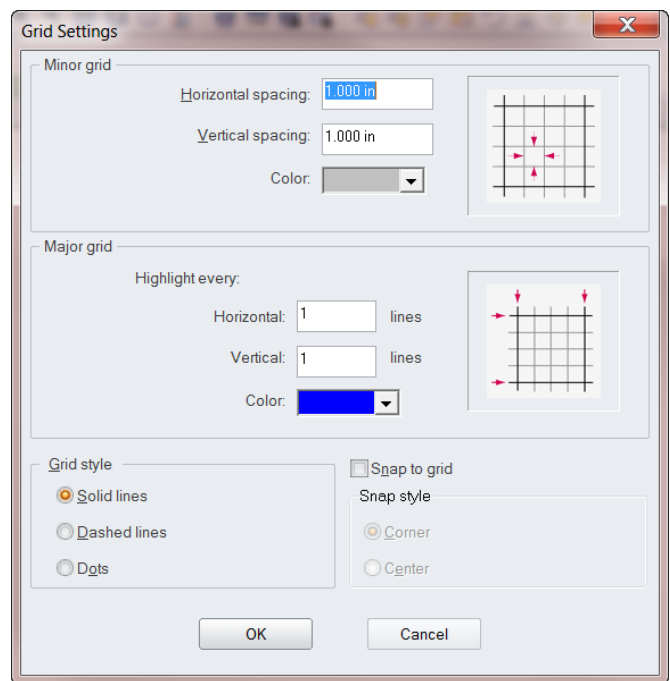 Grid Settings
Minor grid
Horizontal spacing: 1.000 in
Vertical spacing: 1.000 in
Color:
Major grid
Highlight every:
Horizontal: 1 lines
Vertical: 1 lines
Color:
Grid style
Solid lines
Dashed lines
Dots
Snap to grid
Snap style
Corner
Center
OK Cancel